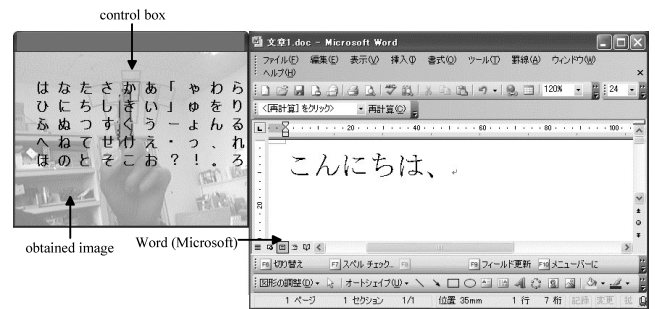 control box
はなたさかあ「ゃわら
ひにちしきい」ゅをり
ふぬつすくうーょんる
へねてせけえ・っ、れ
ほのとそこお？！。ろ
obtained image
Word (Microsoft)
文章1.doc - Microsoft Word
ファイル(F) 編集(E) 表示(V) 挿入(I) 書式(O) ツール(T) 罫線(A) ウィンドウ(W)
ヘルプ(H)
120% 24
<[再計算] をクリック> 再計算(C)
20 40 60 80 100
こんにちは、
20
F6 切り替え F7 スペル チェック... F8 F9 フィールド更新 F10 メニューバーに
図形の調整(D) オートシェイプ(U)
1 ページ 1 セクション 1/1 位置 35mm 1 行 7 桁 記録 変更 拡